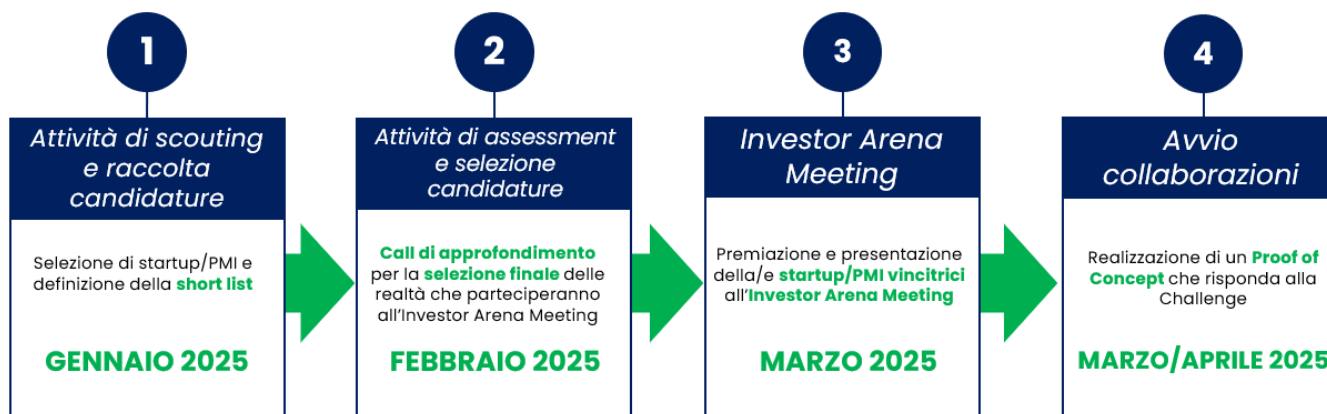 1
Attività di scouting
e raccolta
candidature
Selezione di startup/PMI e
definizione della short list
GENNAIO 2025
2
Attività di assessment
e selezione
candidature
Call di approfondimento
per la selezione finale delle
realtà che parteciperanno
all'Investor Arena Meeting
FEBBRAIO 2025
3
Investor Arena
Meeting
Premiazione e presentazione
della/e startup/PMI vincitrici
all'Investor Arena Meeting
MARZO 2025
4
Avvio
collaborazioni
Realizzazione di un Proof of
Concept che risponda alla
Challenge
MARZO/APRILE 2025